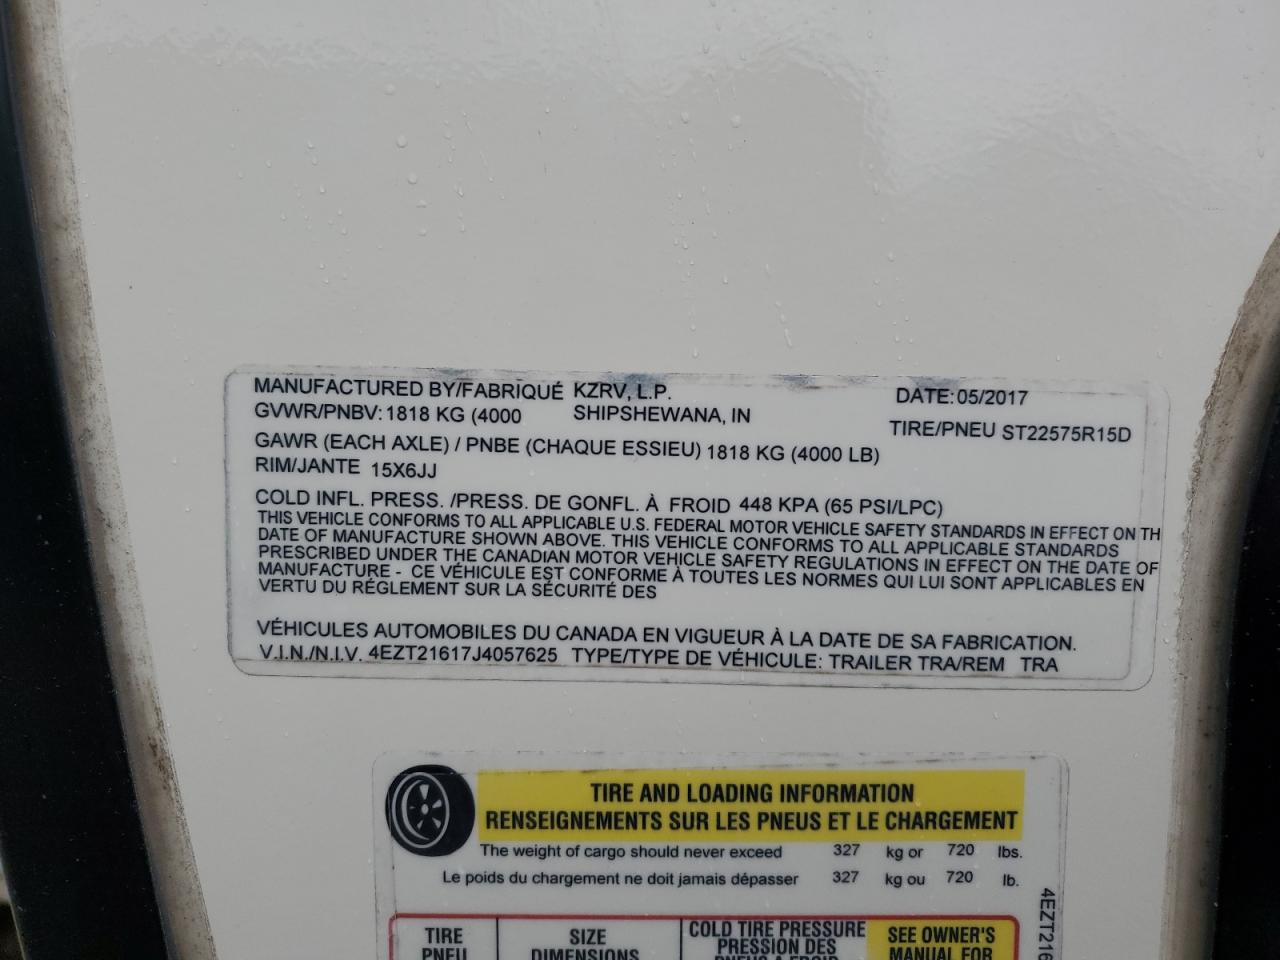 MANUFACTURED BY/FABRIQUÉ KZRV, L.P. DATE: 05/2017
GVWR/PNBV: 1818 KG (4000 SHIPSHEWANA, IN
TIRE/PNEU ST22575R15D
GAWR (EACH AXLE) / PNBE (CHAQUE ESSIEU) 1818 KG (4000 LB)
RIM/JANTE 15X6JJ
COLD INFL. PRESS. /PRESS. DE GONFL. À FROID 448 KPA (65 PSI/LPC)
THIS VEHICLE CONFORMS TO ALL APPLICABLE U.S. FEDERAL MOTOR VEHICLE SAFETY STANDARDS IN EFFECT ON TH
DATE OF MANUFACTURE SHOWN ABOVE. THIS VEHICLE CONFORMS TO ALL APPLICABLE STANDARDS
PRESCRIBED UNDER THE CANADIAN MOTOR VEHICLE SAFETY REGULATIONS IN EFFECT ON THE DATE OF
MANUFACTURE - CE VÉHICULE EST CONFORME À TOUTES LES NORMES QUI LUI SONT APPLICABLES EN
VERTU DU RÉGLEMENT SUR LA SÉCURITÉ DES
VÉHICULES AUTOMOBILES DU CANADA EN VIGUEUR À LA DATE DE SA FABRICATION.
V.I.N./N.I.V. 4EZT21617J4057625 TYPE/TYPE DE VÉHICULE: TRAILER TRA/REM TRA
TIRE AND LOADING INFORMATION
RENSEIGNEMENTS SUR LES PNEUS ET LE CHARGEMENT
The weight of cargo should never exceed 327 kg or 720 lbs.
Le poids du chargement ne doit jamais dépasser 327 kg ou 720 lb.
4EZT216
TIRE SIZE COLD TIRE PRESSURE SEE OWNER'S
PNEU DIMENSIONS PRESSION DES MANUAL FOR
PNEUS A FROID